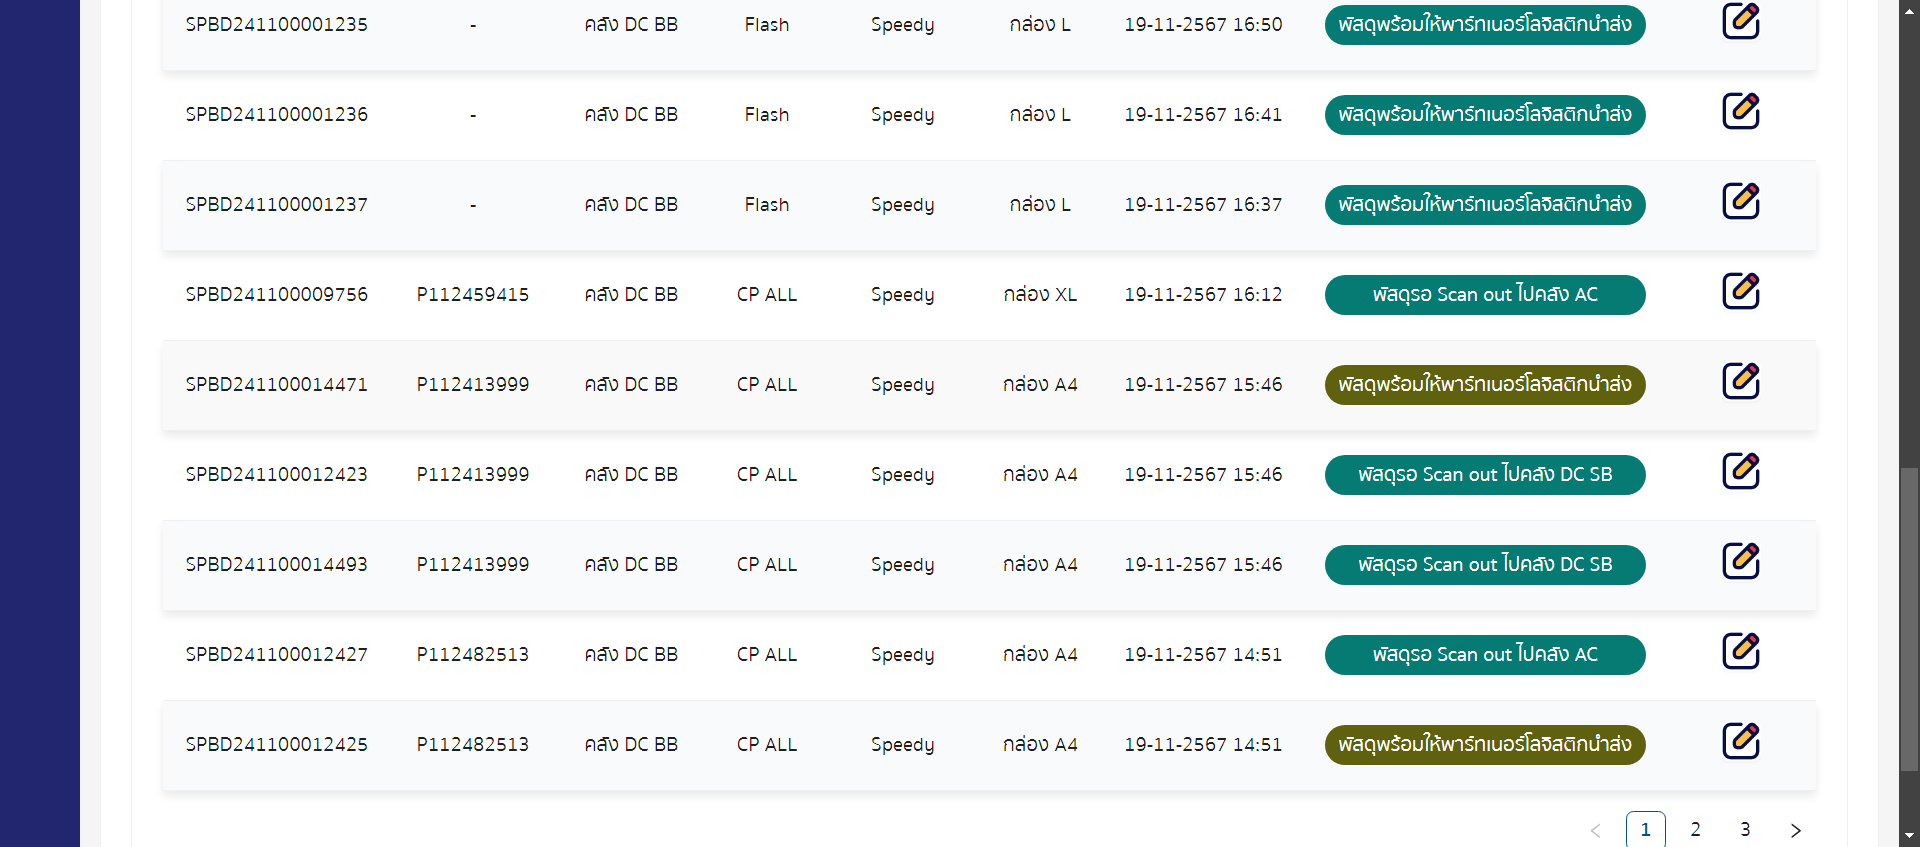 SPBD241100001235 - คลัง DC BB Flash Speedy กล่อง L 19-11-2567 16:50 พัสดุพร้อมให้พาร์ทเนอร์โลจิสติกนำส่ง
SPBD241100001236 - คลัง DC BB Flash Speedy กล่อง L 19-11-2567 16:41 พัสดุพร้อมให้พาร์ทเนอร์โลจิสติกนำส่ง
SPBD241100001237 - คลัง DC BB Flash Speedy กล่อง L 19-11-2567 16:37 พัสดุพร้อมให้พาร์ทเนอร์โลจิสติกนำส่ง
SPBD241100009756 P112459415 คลัง DC BB CP ALL Speedy กล่อง XL 19-11-2567 16:12 พัสดุรอ Scan out ไปคลัง AC
SPBD241100014471 P112413999 คลัง DC BB CP ALL Speedy กล่อง A4 19-11-2567 15:46 พัสดุพร้อมให้พาร์ทเนอร์โลจิสติกนำส่ง
SPBD241100012423 P112413999 คลัง DC BB CP ALL Speedy กล่อง A4 19-11-2567 15:46 พัสดุรอ Scan out ไปคลัง DC SB
SPBD241100014493 P112413999 คลัง DC BB CP ALL Speedy กล่อง A4 19-11-2567 15:46 พัสดุรอ Scan out ไปคลัง DC SB
SPBD241100012427 P112482513 คลัง DC BB CP ALL Speedy กล่อง A4 19-11-2567 14:51 พัสดุรอ Scan out ไปคลัง AC
SPBD241100012425 P112482513 คลัง DC BB CP ALL Speedy กล่อง A4 19-11-2567 14:51 พัสดุพร้อมให้พาร์ทเนอร์โลจิสติกนำส่ง
< 1 2 3 >